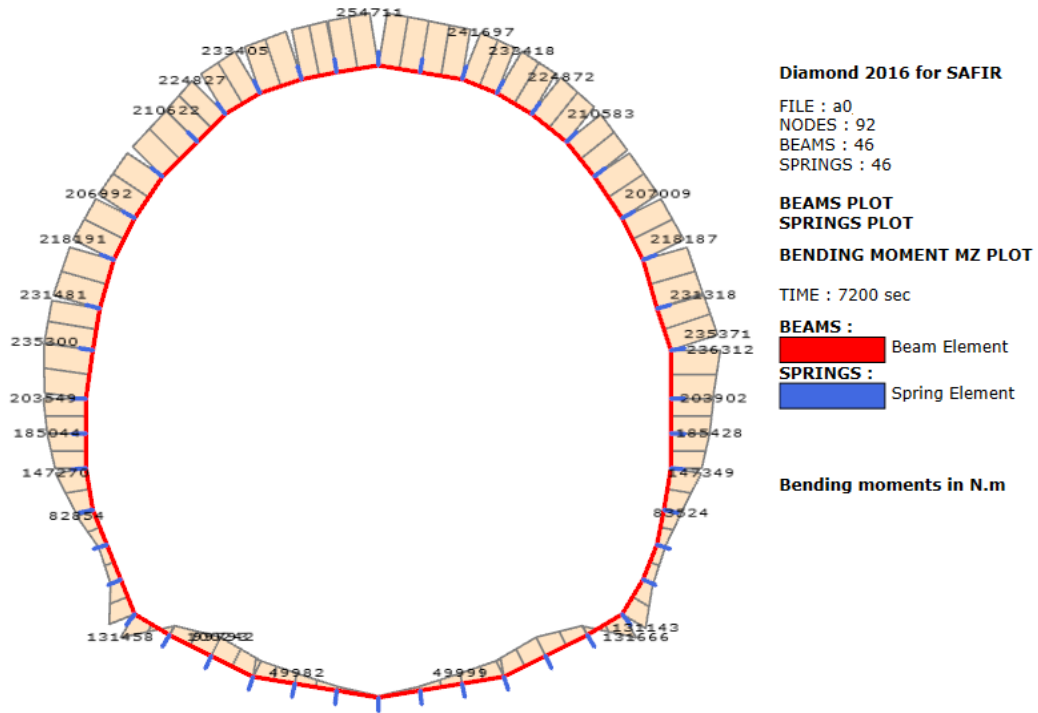 254711
241697
233405
233418
224827
224872
210622
210583
206992
207009
218191
218187
231481
231318
235300
235371
236312
203549
203902
185044
185428
147270
147349
82854
83524
131458
131143
131666
49982
49999
Diamond 2016 for SAFIR
FILE : a0
NODES : 92
BEAMS : 46
SPRINGS : 46
BEAMS PLOT
SPRINGS PLOT
BENDING MOMENT MZ PLOT
TIME : 7200 sec
BEAMS :
Beam Element
SPRINGS :
Spring Element
Bending moments in N.m